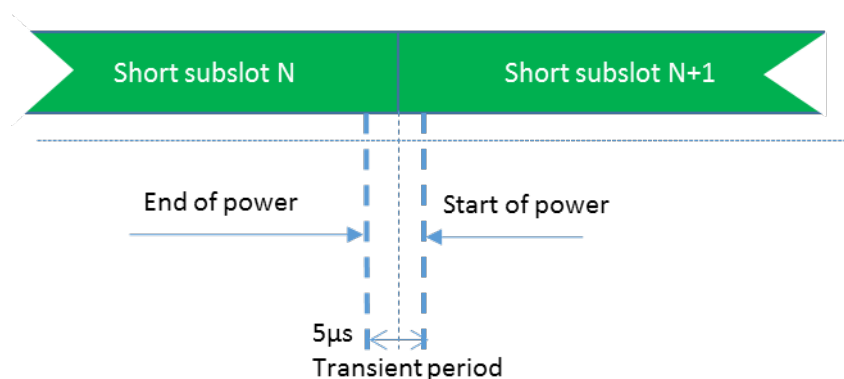 Short subslot N
Short subslot N+1
End of power
Start of power
5µs
Transient period